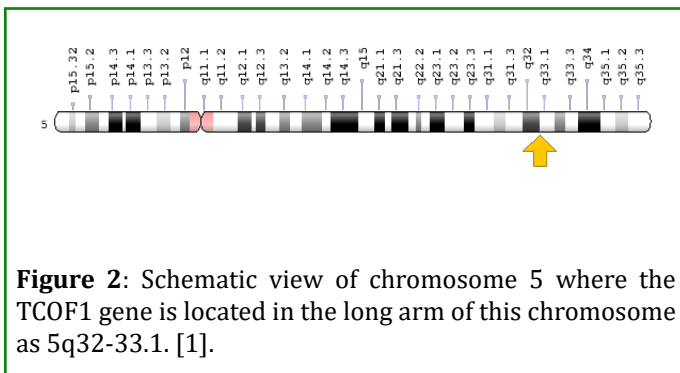 p15.32
p15.2
p14.3
p14.1
p13.3
p13.2
p12
q11.1
q11.2
q12.1
q12.3
q13.2
q14.1
q14.2
q14.3
q15
q21.1
q21.3
q22.2
q23.1
q23.2
q23.3
q31.1
q31.3
q32
q33.1
q33.3
q34
q35.1
q35.2
q35.3
5
Figure 2: Schematic view of chromosome 5 where the
TCOF1 gene is located in the long arm of this chromosome
as 5q32-33.1. [1].